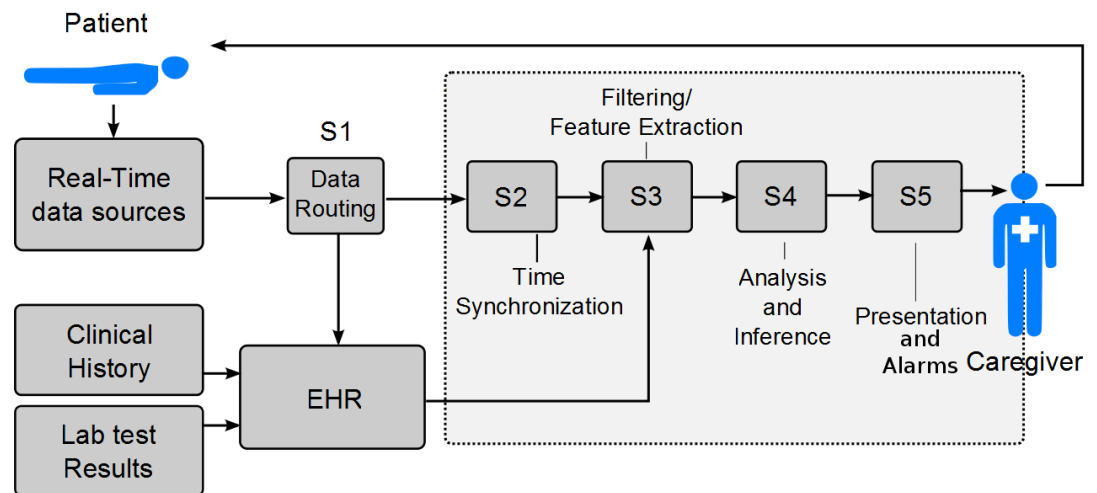 Patient
Real-Time
data sources
S1
Data
Routing
Filtering/
Feature Extraction
S2
S3
S4
S5
Time
Synchronization
Analysis
and
Inference
Presentation
and
Alarms
Caregiver
Clinical
History
EHR
Lab test
Results